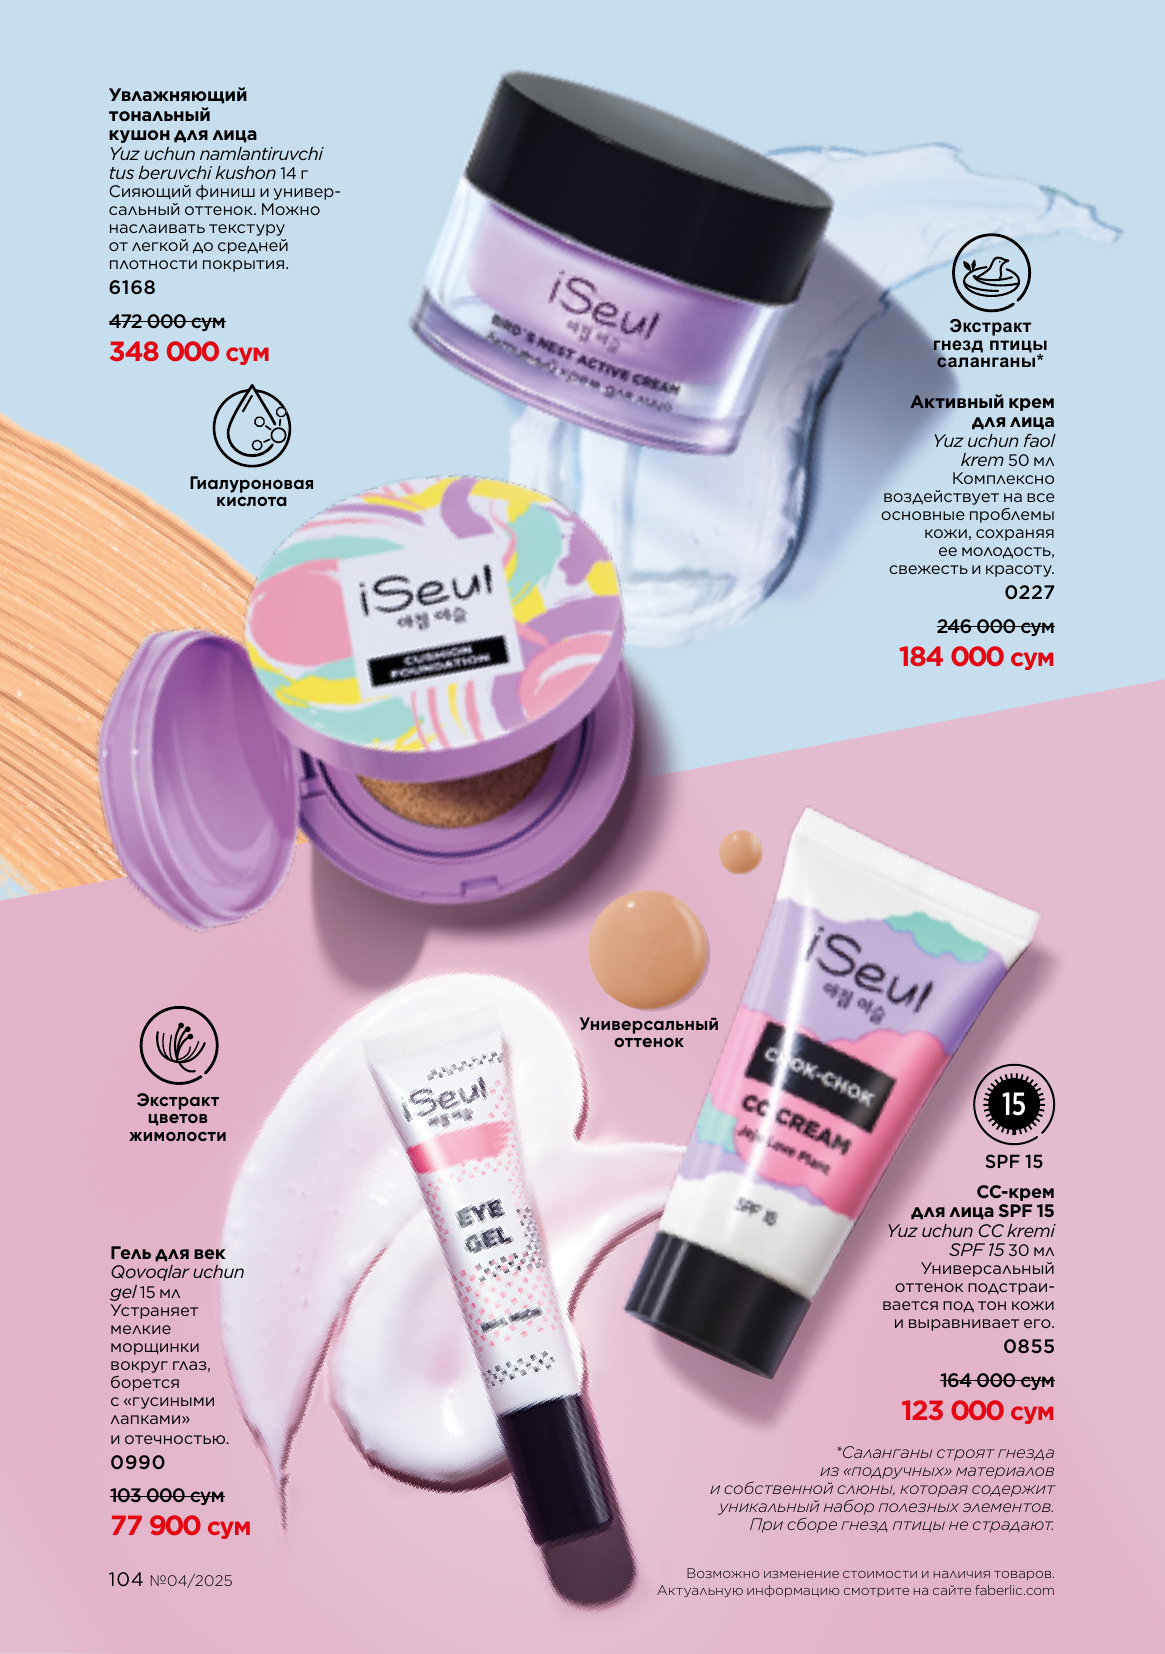 Увлажняющий
тональный
кушон для лица
Yuz uchun namlantiruvchi
tus beruvchi kushon 14 г
Сияющий финиш и универ-
сальный оттенок. Можно
наслаивать текстуру
от легкой до средней
плотности покрытия.
6168
472 000 сум
348 000 сум
Гиалуроновая
кислота
iSeul
BIRD'S NEST ACTIVE CREAM
Активный крем для лица
Экстракт
гнезд птицы
саланганы*
Активный крем
для лица
Yuz uchun faol
krem 50 мл
Комплексно
воздействует на все
основные проблемы
кожи, сохраняя
ее молодость,
свежесть и красоту.
0227
246 000 сум
184 000 сум
iSeul
CUSHION
FOUNDATION
Универсальный
оттенок
iSeul
CHOK-CHOK
CC CREAM
Jeju Love Plant
SPF 15
Экстракт
цветов
жимолости
iSeul
EYE
GEL
Гель для век
Qovoqlar uchun
gel 15 мл
Устраняет
мелкие
морщинки
вокруг глаз,
борется
с «гусиными
лапками»
и отечностью.
0990
103 000 сум
77 900 сум
15
SPF 15
СС-крем
для лица SPF 15
Yuz uchun CC kremi
SPF 15 30 мл
Универсальный
оттенок подстраи-
вается под тон кожи
и выравнивает его.
0855
164 000 сум
123 000 сум
*Саланганы строят гнезда
из «подручных» материалов
и собственной слюны, которая содержит
уникальный набор полезных элементов.
При сборе гнезд птицы не страдают.
104 №04/2025
Возможно изменение стоимости и наличия товаров.
Актуальную информацию смотрите на сайте faberlic.com